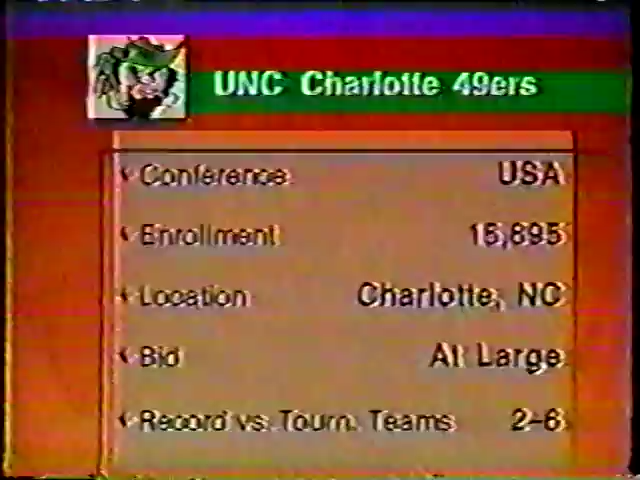 UNC Charlotte 49ers
Conference USA
Enrollment 15,895
Location Charlotte, NC
Bid At Large
Record vs. Tourn. Teams 2-6